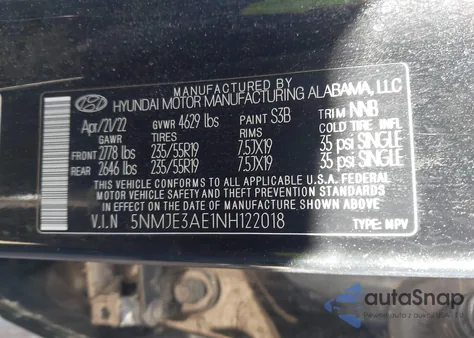 MANUFACTURED BY
HYUNDAI MOTOR MANUFACTURING ALABAMA, LLC
Apr/21/22 GVWR 4629 lbs PAINT S3B TRIM NNB
GAWR TIRES RIMS COLD TIRE INFL.
FRONT 2778 lbs 235/55R19 7.5JX19 35 psi SINGLE
REAR 2646 lbs 235/55R19 7.5JX19 35 psi SINGLE
THIS VEHICLE CONFORMS TO ALL APPLICABLE U.S.A. FEDERAL
MOTOR VEHICLE SAFETY AND THEFT PREVENTION STANDARDS
IN EFFECT ON THE DATE OF MANUFACTURE SHOWN ABOVE.
V.I.N 5NMJE3AE1NH122018 TYPE: MPV
autoSnap